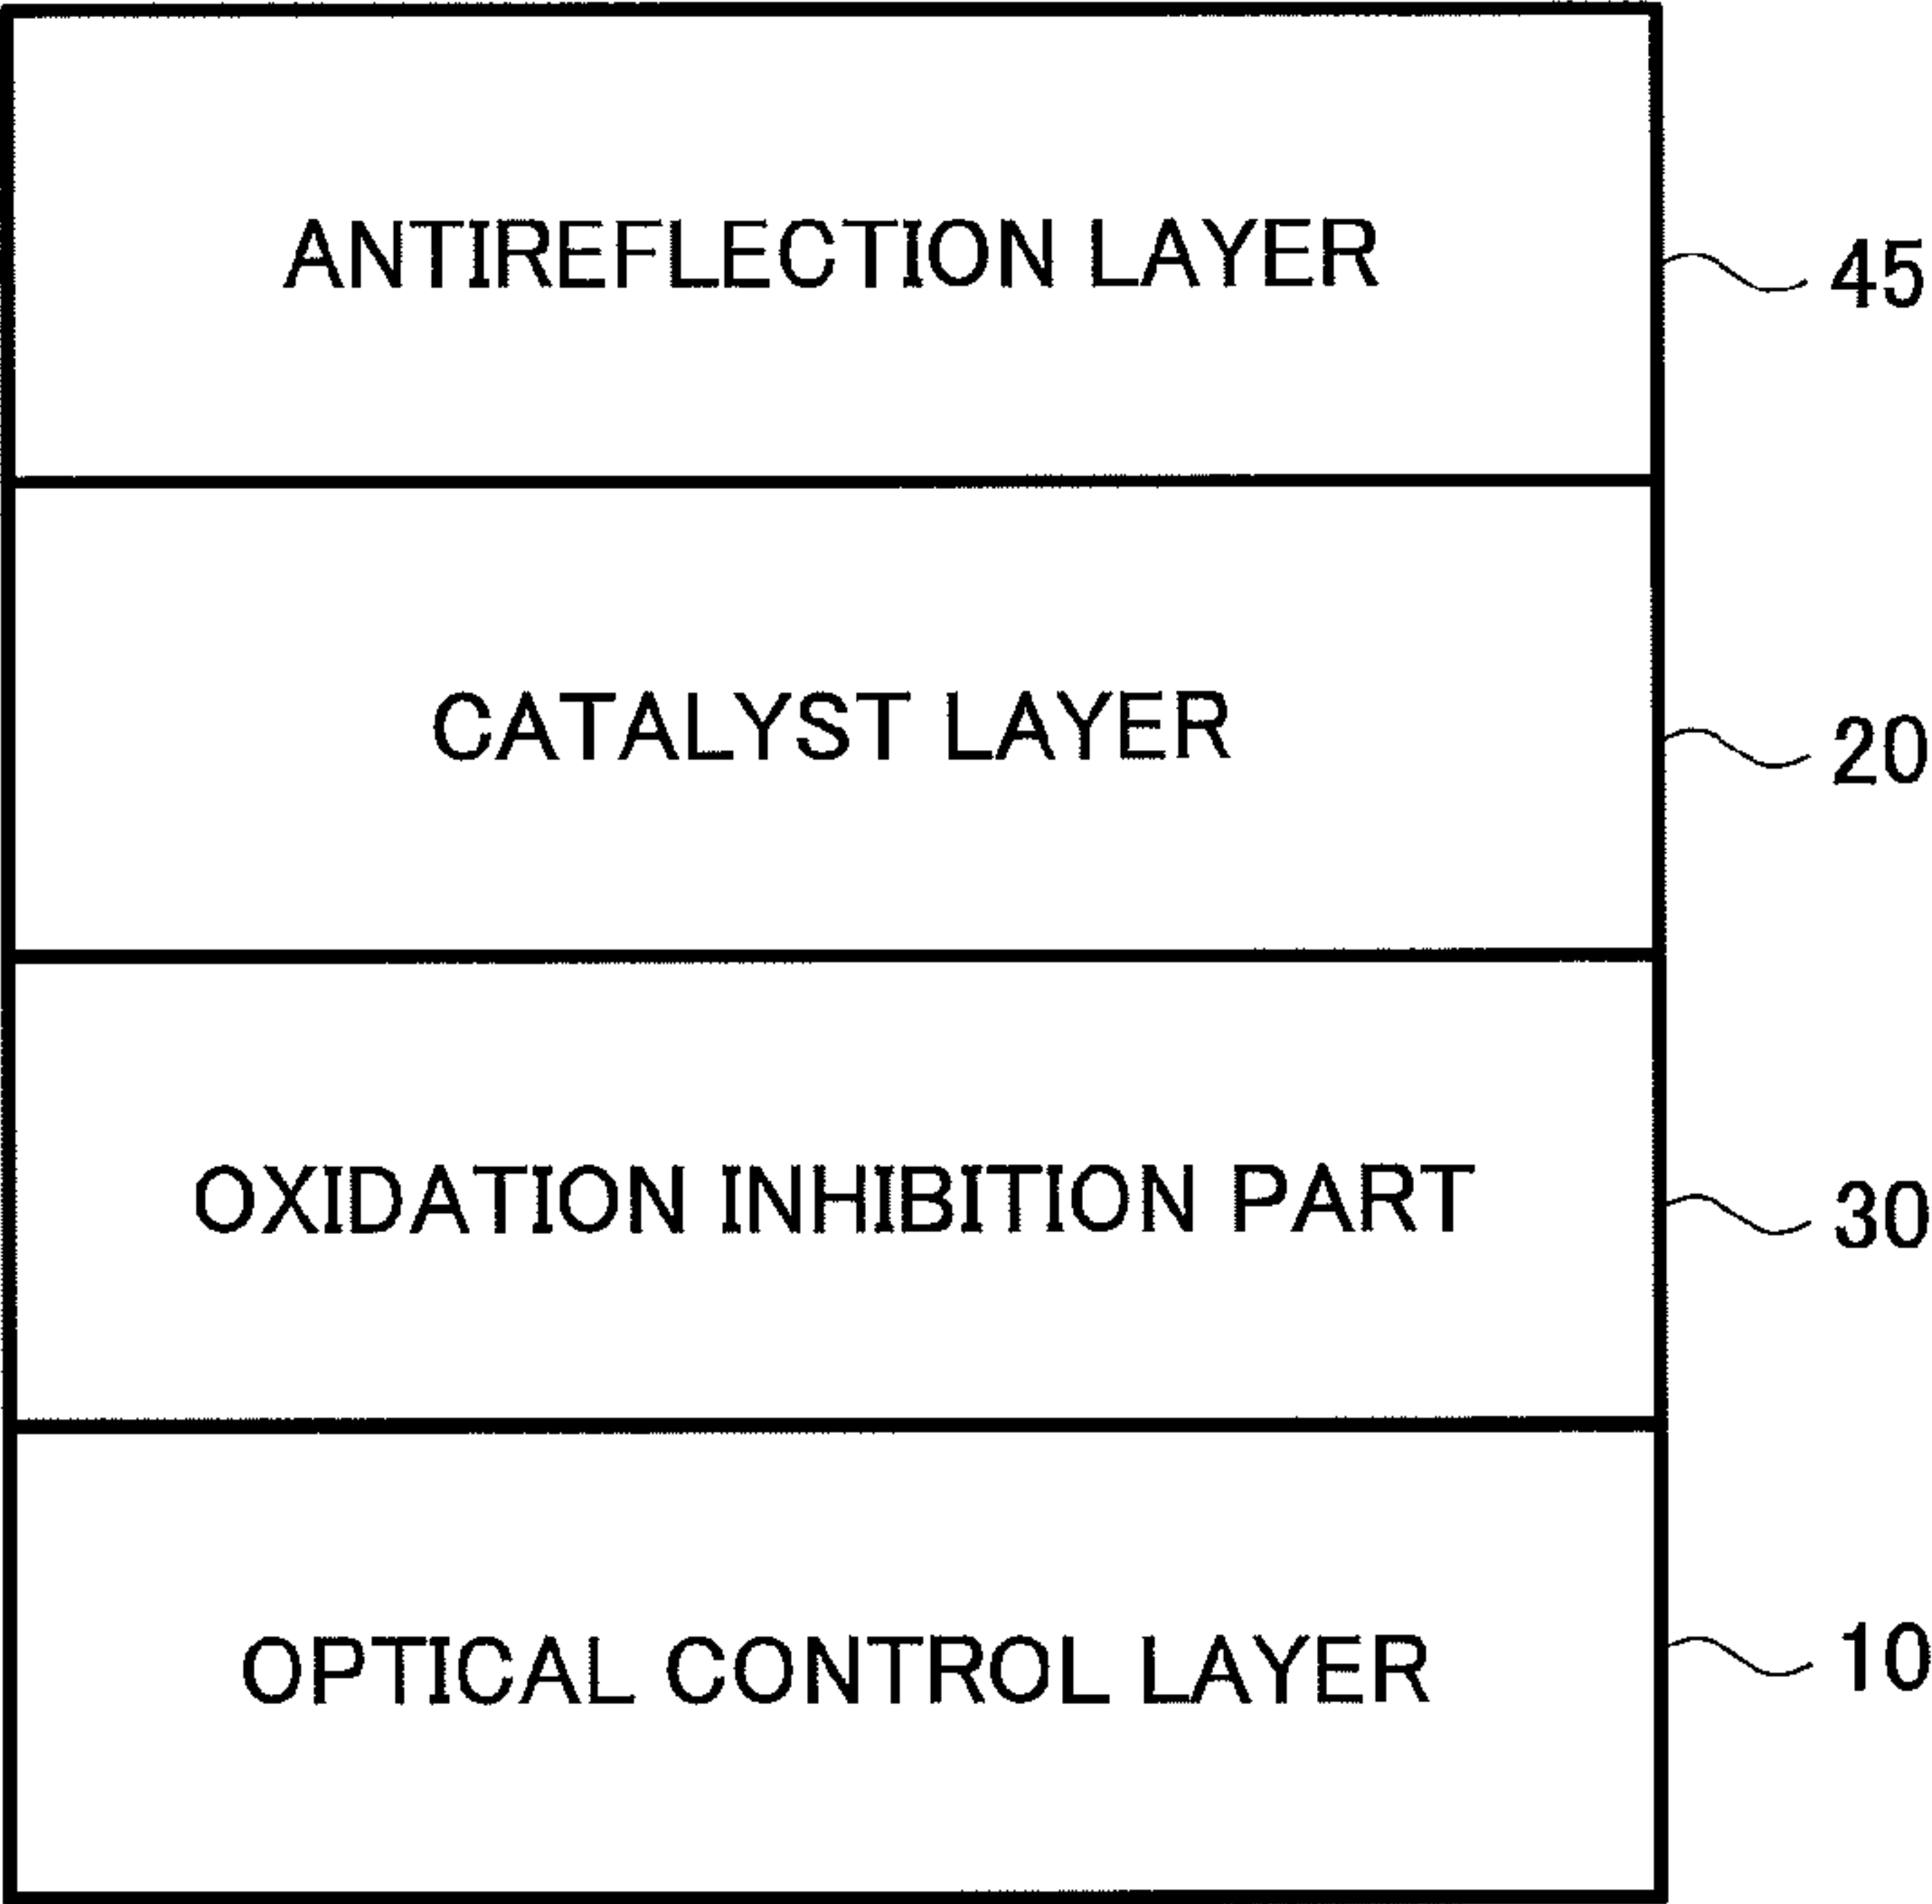 ANTIREFLECTION LAYER
45
CATALYST LAYER
20
OXIDATION INHIBITION PART
30
OPTICAL CONTROL LAYER
10